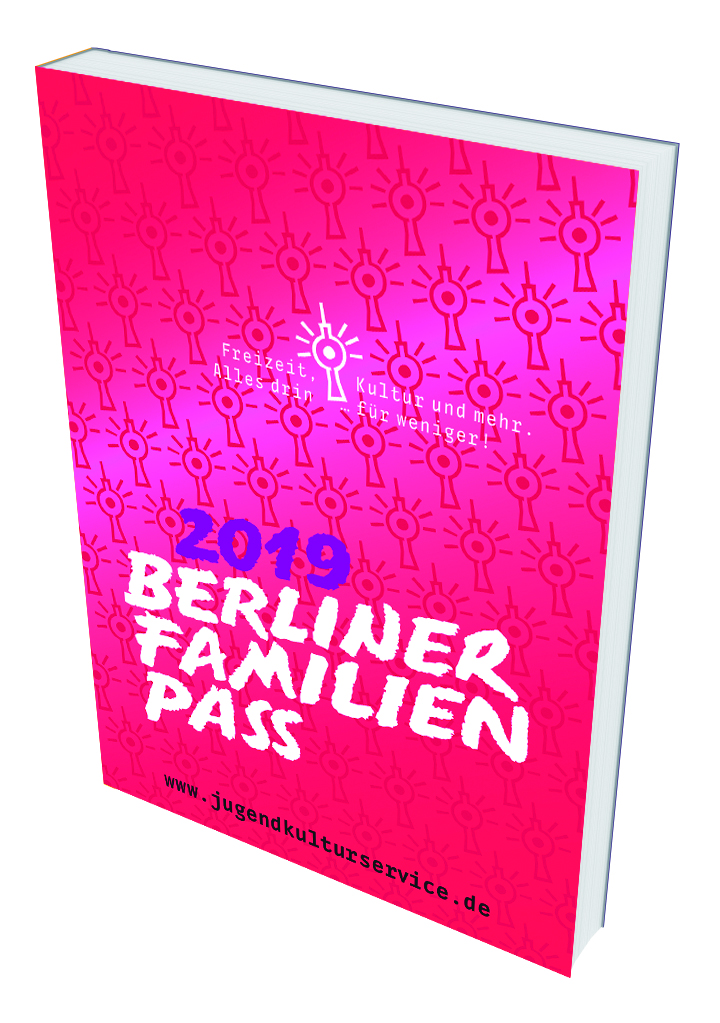 Freizeit, Kultur und mehr.
Alles drin ... für weniger!
2019
BERLINER
FAMILIEN
PASS
www.jugendkulturservice.de